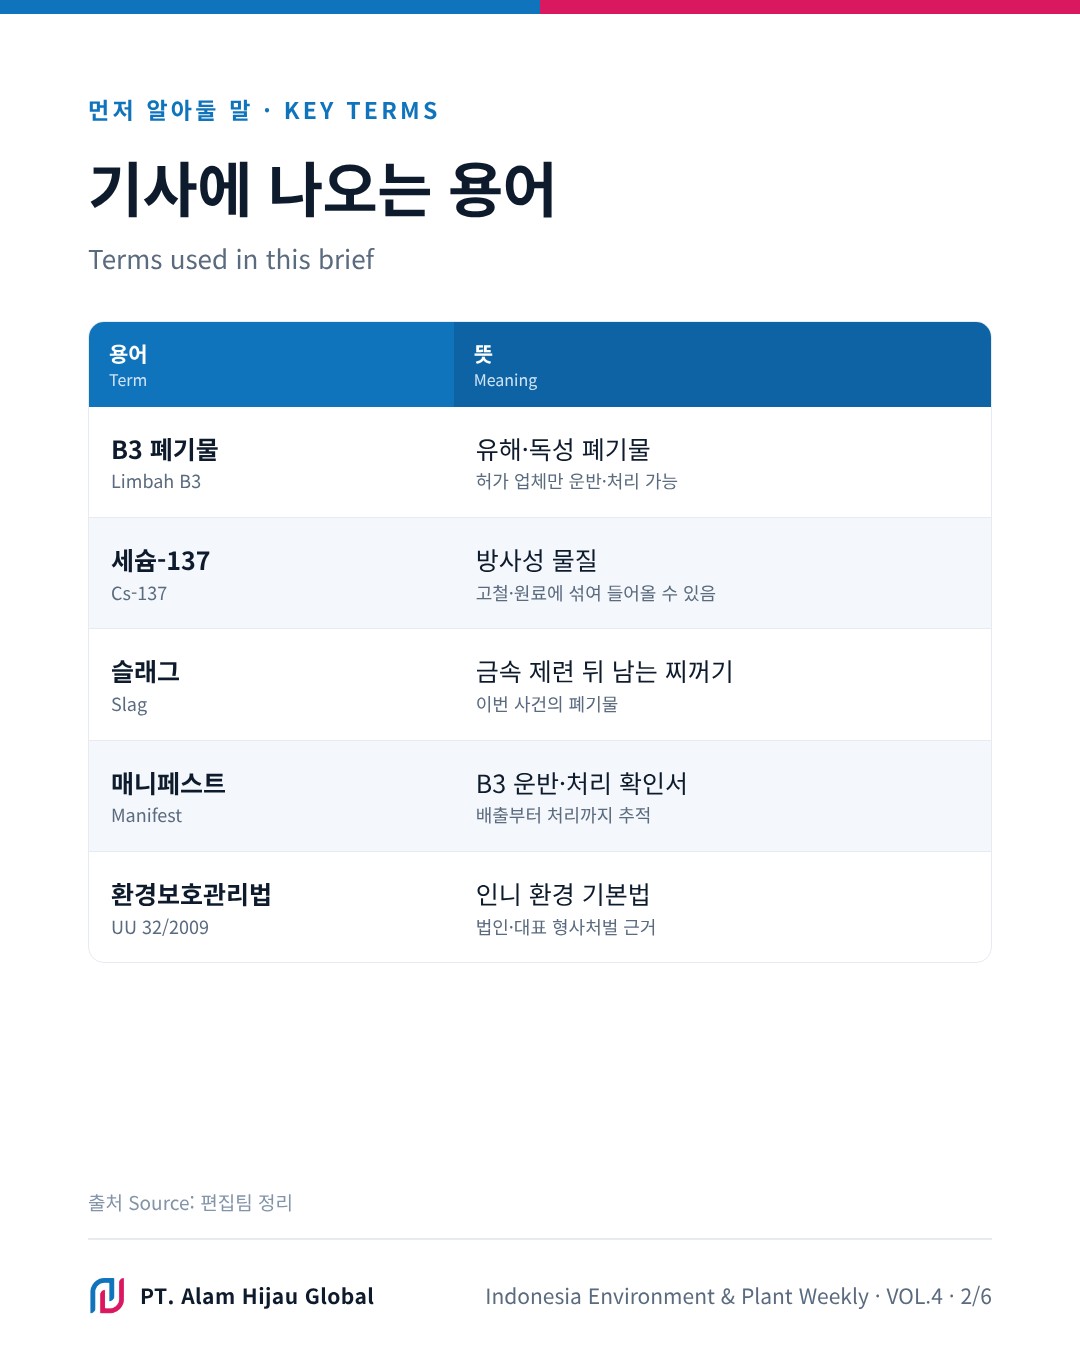 먼저 알아둘 말 · KEY TERMS
기사에 나오는 용어
Terms used in this brief
용어
Term
뜻
Meaning
B3 폐기물
Limbah B3
유해·독성 폐기물
허가 업체만 운반·처리 가능
세슘-137
Cs-137
방사성 물질
고철·원료에 섞여 들어올 수 있음
슬래그
Slag
금속 제련 뒤 남는 찌꺼기
이번 사건의 폐기물
매니페스트
Manifest
B3 운반·처리 확인서
배출부터 처리까지 추적
환경보호관리법
UU 32/2009
인니 환경 기본법
법인·대표 형사처벌 근거
출처 Source: 편집팀 정리
PT. Alam Hijau Global
Indonesia Environment & Plant Weekly · VOL.4 · 2/6